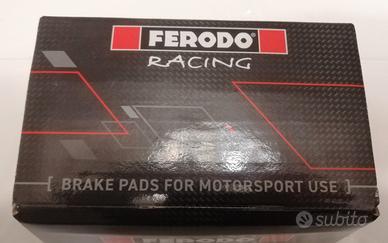 FERODO®
RACING
[ BRAKE PADS FOR MOTORSPORT USE ]
subito